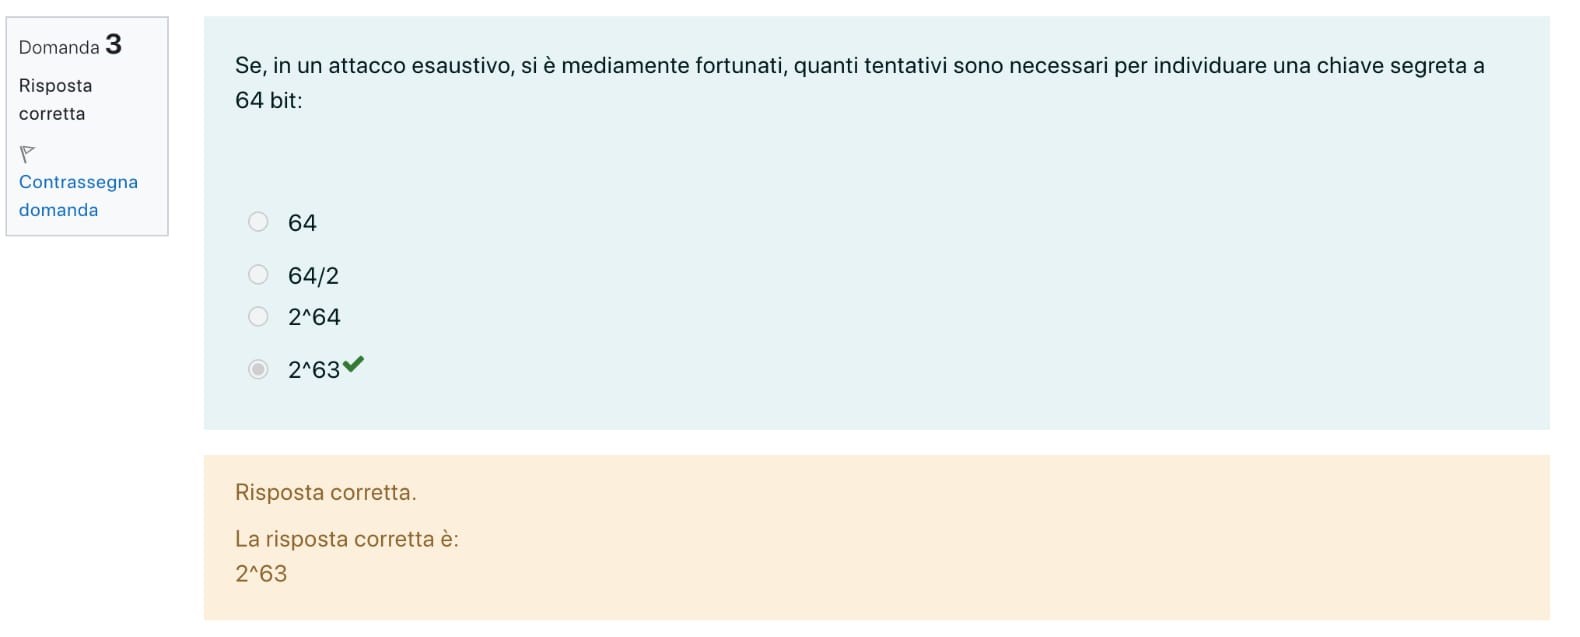 Domanda 3
Risposta
corretta
Contrassegna
domanda
Se, in un attacco esaustivo, si è mediamente fortunati, quanti tentativi sono necessari per individuare una chiave segreta a
64 bit:
64
64/2
2^64
2^63
Risposta corretta.
La risposta corretta è:
2^63